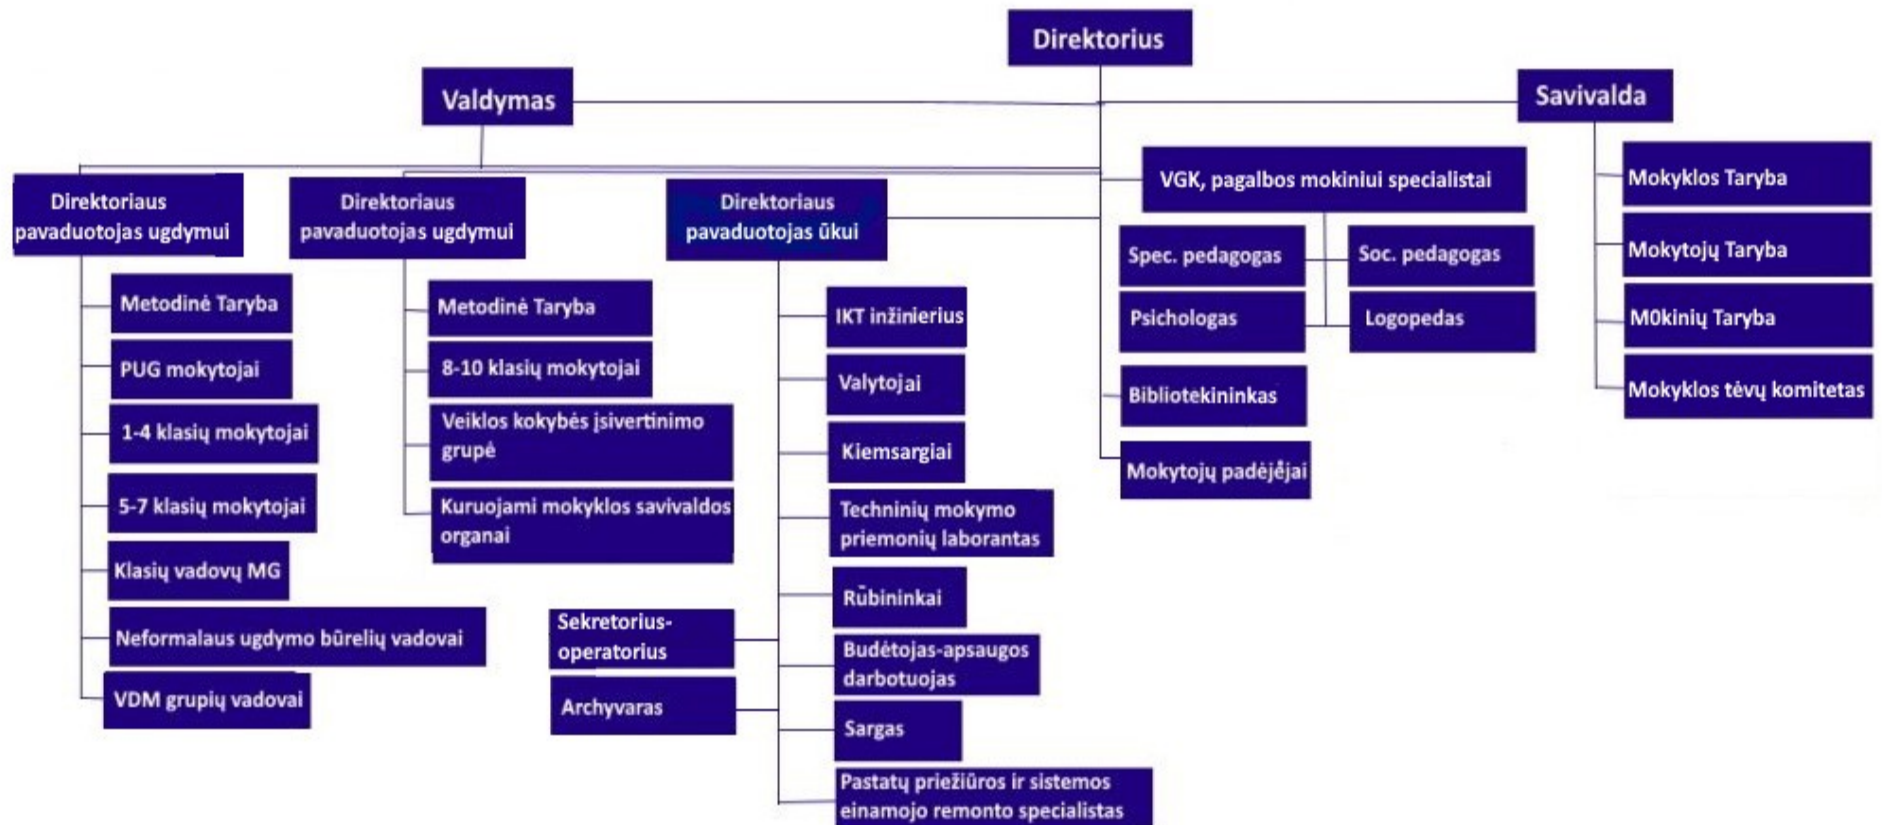 Direktorius
Valdymas
Savivalda
Direktoriaus
pavaduotojas ugdymui
Metodinė Taryba
PUG mokytojai
1-4 klasių mokytojai
5-7 klasių mokytojai
Klasių vadovų MG
Neformalaus ugdymo būrelių vadovai
VDM grupių vadovai
Direktoriaus
pavaduotojas ugdymui
Metodinė Taryba
8-10 klasių mokytojai
Veiklos kokybės įsivertinimo
grupė
Kuruojami mokyklos savivaldos
organai
Direktoriaus
pavaduotojas ūkui
IKT inžinierius
Valytojai
Kiemsargiai
Techninių mokymo
priemonių laborantas
Rūbininkai
Sekretorius-
operatorius
Budėtojas-apsaugos
darbotuojas
Archyvaras
Sargas
Pastatų priežiūros ir sistemos
einamojo remonto specialistas
VGK, pagalbos mokiniui specialistai
Spec. pedagogas
Soc. pedagogas
Psichologas
Logopedas
Bibliotėkininkas
Mokytojų padėjėjai
Mokyklos Taryba
Mokytojų Taryba
M0kinių Taryba
Mokyklos tėvų komitetas